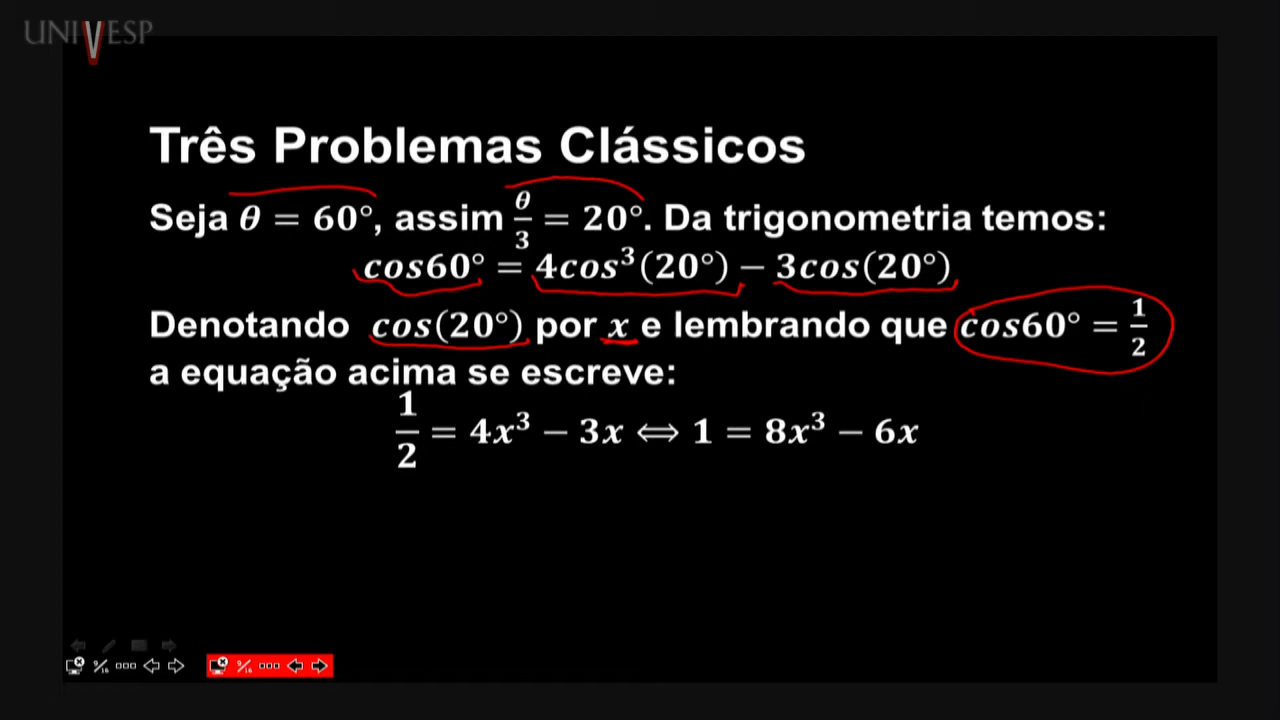 UNIVESP
Três Problemas Clássicos
Seja θ = 60°, assim θ/3 = 20°. Da trigonometria temos:
cos60° = 4cos³(20°) − 3cos(20°)
Denotando cos(20°) por x e lembrando que cos60° = 1/2
a equação acima se escreve:
1/2 = 4x³ − 3x ⟺ 1 = 8x³ − 6x